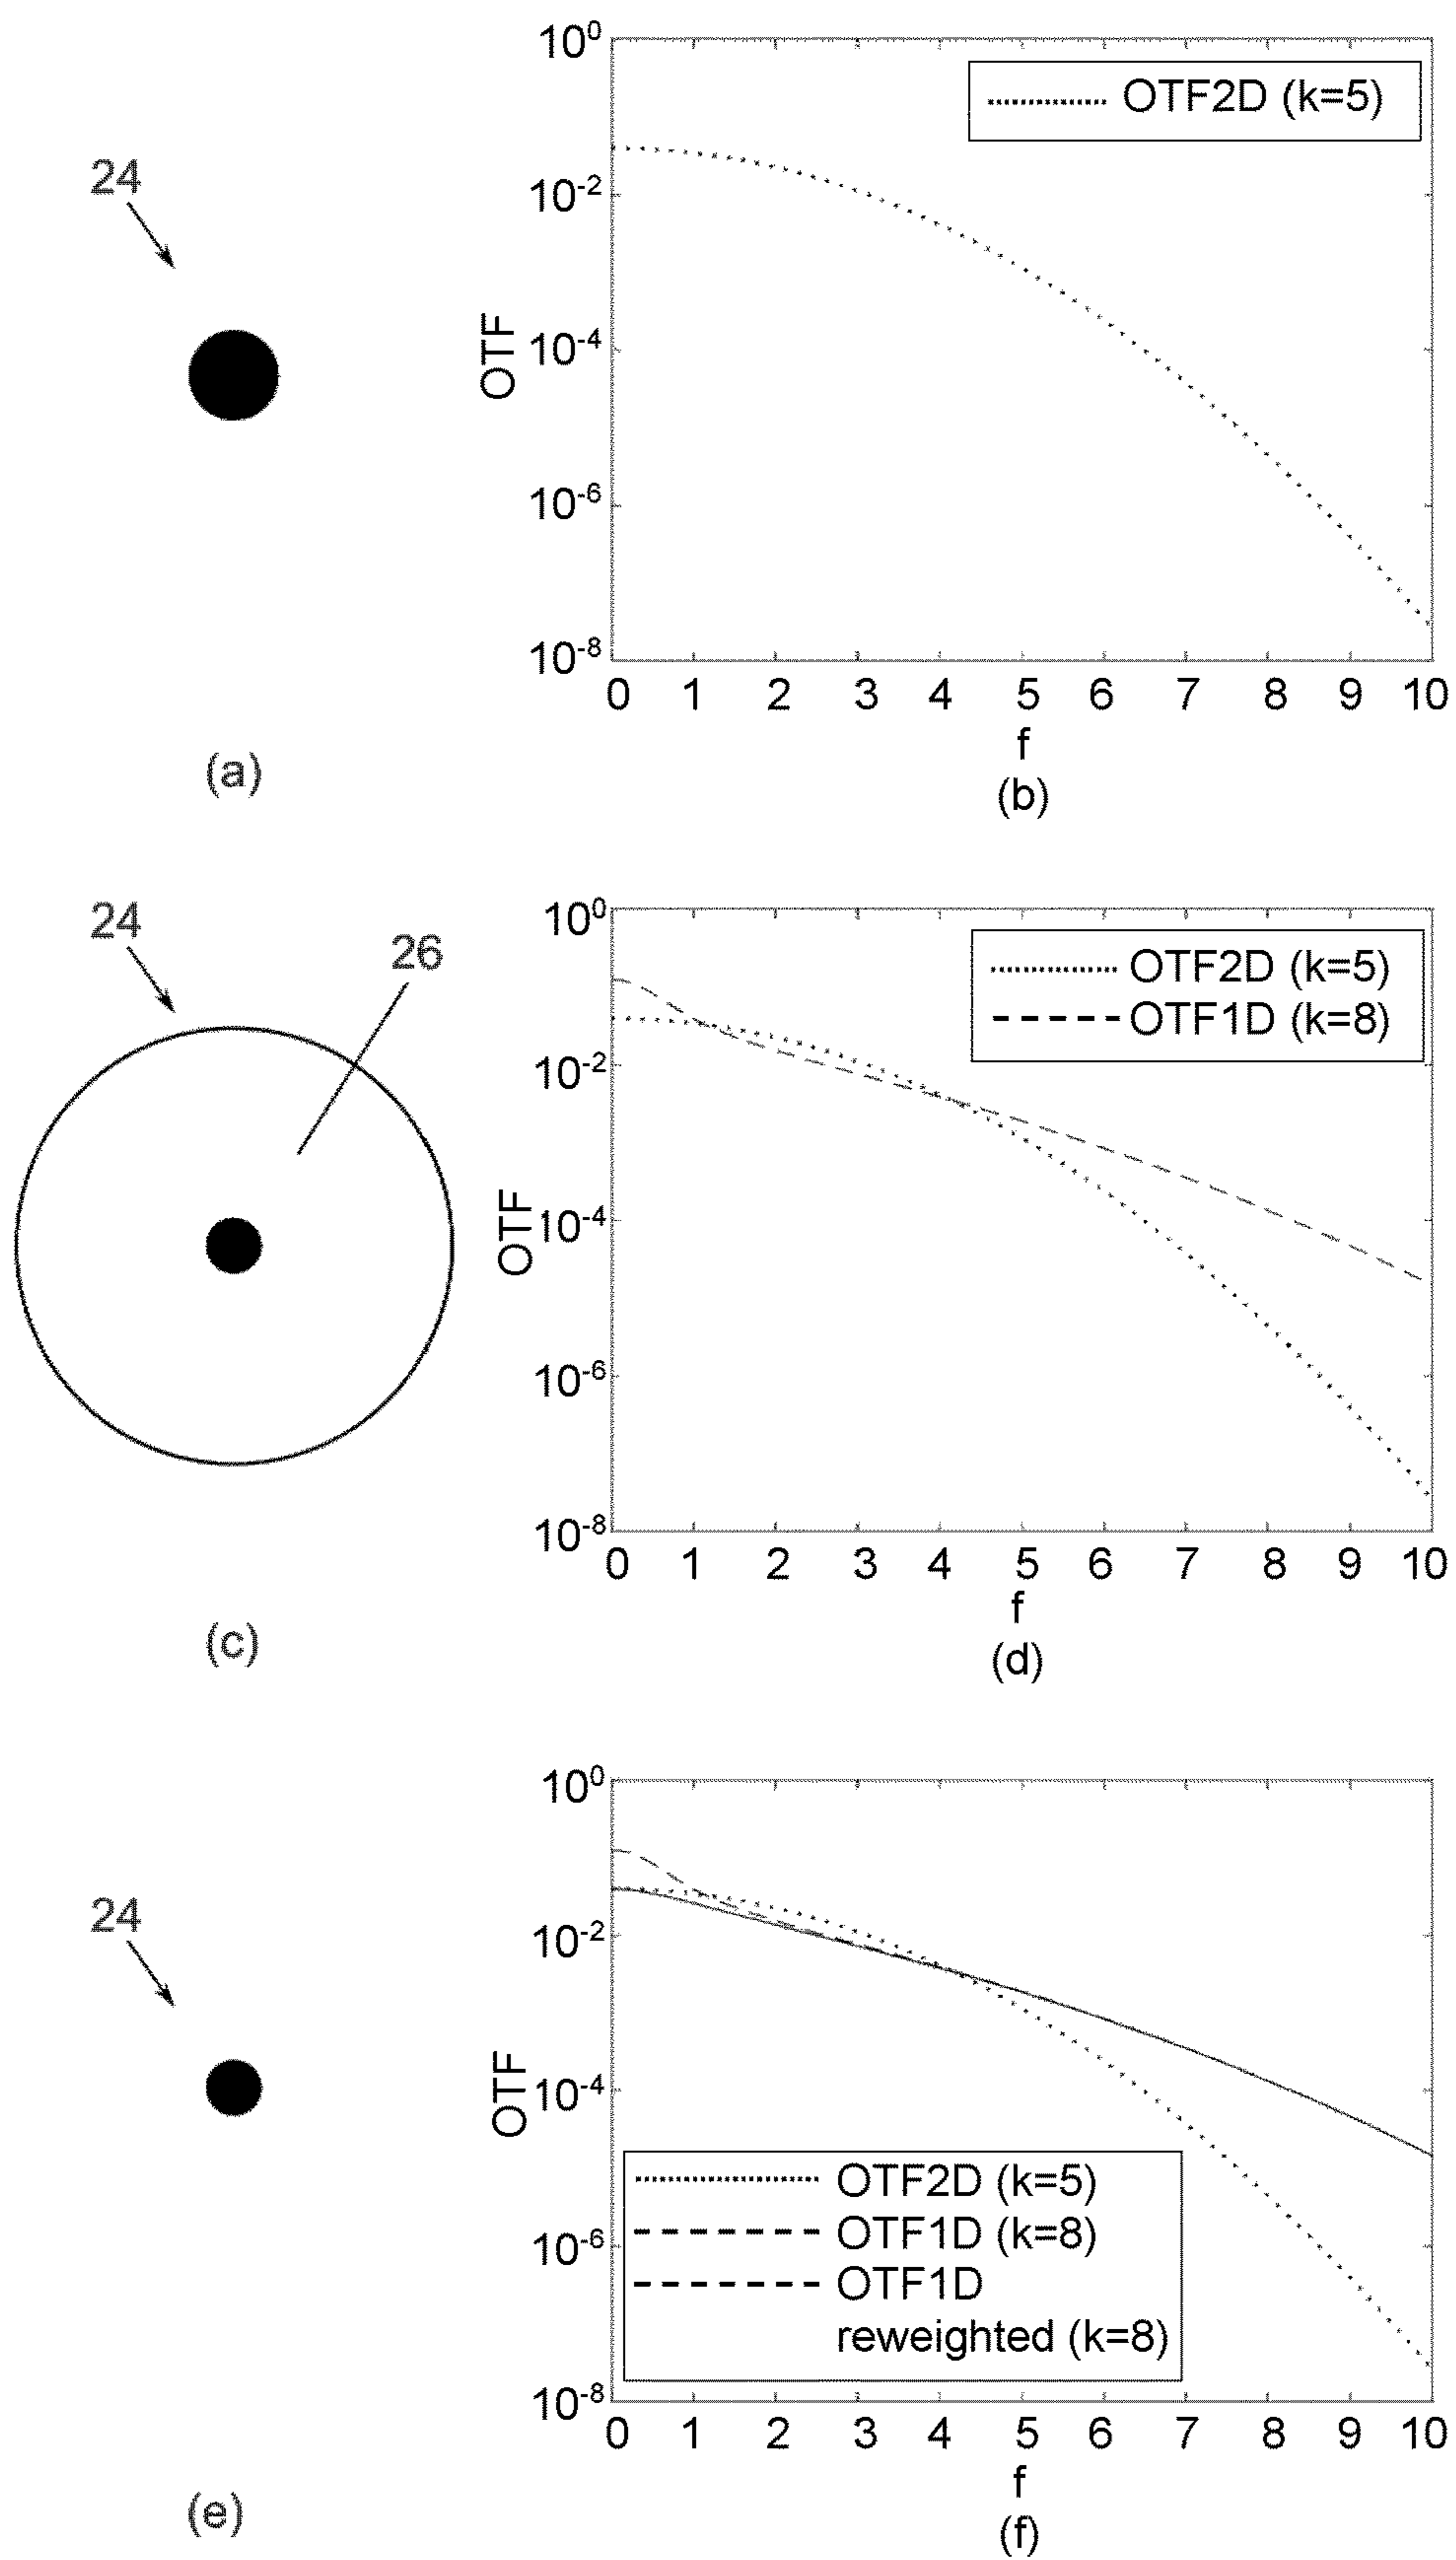 24
(a)
10^0
10^-2
10^-4
10^-6
10^-8
OTF
OTF2D (k=5)
0 1 2 3 4 5 6 7 8 9 10
f
(b)
24
26
(c)
10^0
10^-2
10^-4
10^-6
10^-8
OTF
OTF2D (k=5)
OTF1D (k=8)
0 1 2 3 4 5 6 7 8 9 10
f
(d)
24
(e)
10^0
10^-2
10^-4
10^-6
10^-8
OTF
OTF2D (k=5)
OTF1D (k=8)
OTF1D
reweighted (k=8)
0 1 2 3 4 5 6 7 8 9 10
f
(f)